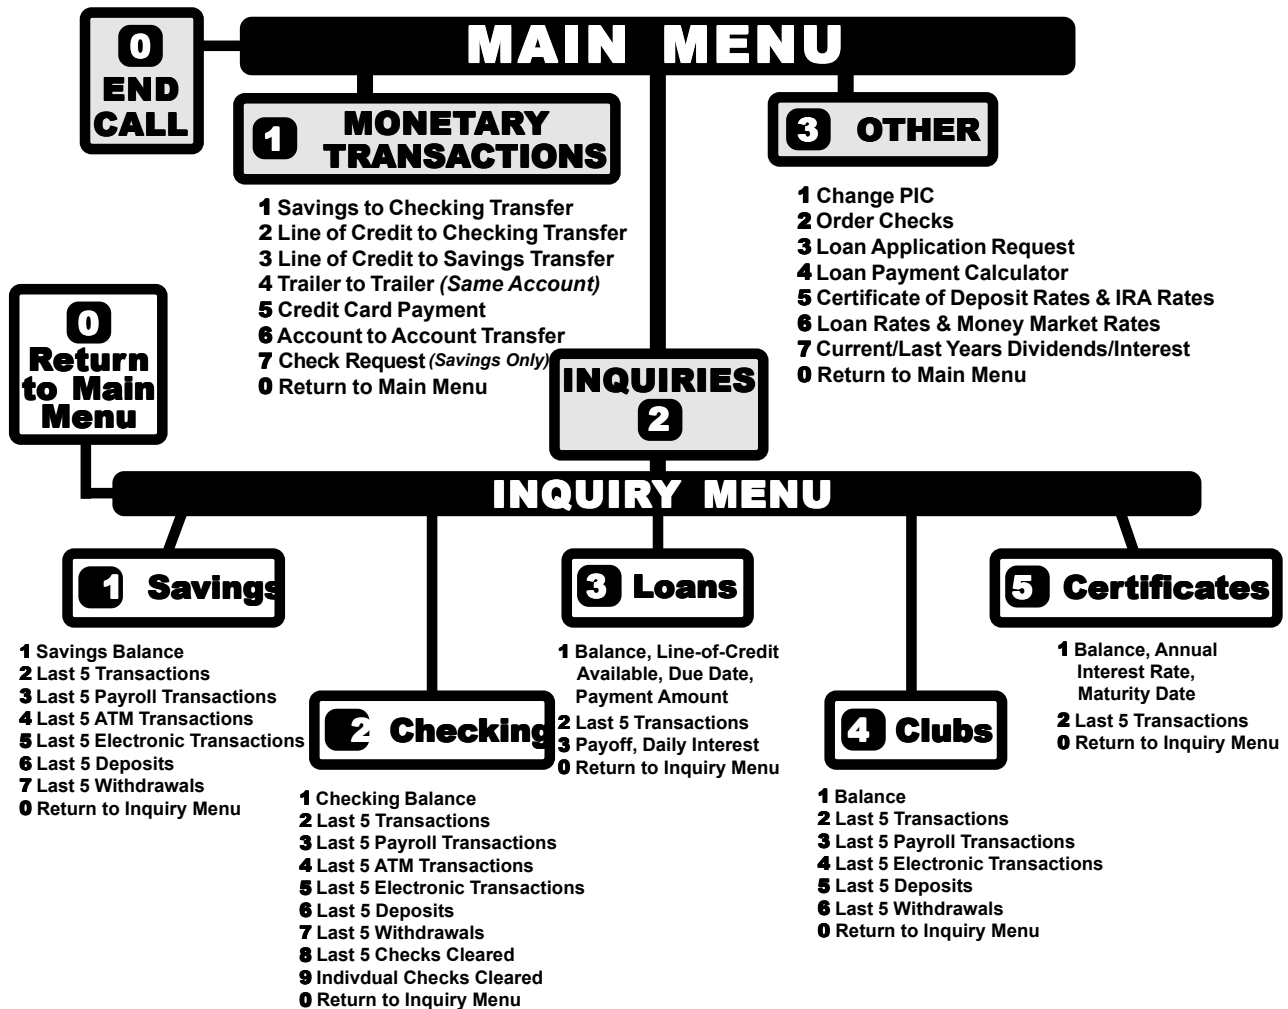 0
END
CALL
MAIN MENU
1 MONETARY
TRANSACTIONS
1 Savings to Checking Transfer
2 Line of Credit to Checking Transfer
3 Line of Credit to Savings Transfer
4 Trailer to Trailer (Same Account)
5 Credit Card Payment
6 Account to Account Transfer
7 Check Request (Savings Only)
0 Return to Main Menu
3 OTHER
1 Change PIC
2 Order Checks
3 Loan Application Request
4 Loan Payment Calculator
5 Certificate of Deposit Rates & IRA Rates
6 Loan Rates & Money Market Rates
7 Current/Last Years Dividends/Interest
0 Return to Main Menu
0
Return
to Main
Menu
INQUIRIES
2
INQUIRY MENU
1 Savings
1 Savings Balance
2 Last 5 Transactions
3 Last 5 Payroll Transactions
4 Last 5 ATM Transactions
5 Last 5 Electronic Transactions
6 Last 5 Deposits
7 Last 5 Withdrawals
0 Return to Inquiry Menu
2 Checking
1 Checking Balance
2 Last 5 Transactions
3 Last 5 Payroll Transactions
4 Last 5 ATM Transactions
5 Last 5 Electronic Transactions
6 Last 5 Deposits
7 Last 5 Withdrawals
8 Last 5 Checks Cleared
9 Indivdual Checks Cleared
0 Return to Inquiry Menu
3 Loans
1 Balance, Line-of-Credit
Available, Due Date,
Payment Amount
2 Last 5 Transactions
3 Payoff, Daily Interest
0 Return to Inquiry Menu
4 Clubs
1 Balance
2 Last 5 Transactions
3 Last 5 Payroll Transactions
4 Last 5 Electronic Transactions
5 Last 5 Deposits
6 Last 5 Withdrawals
0 Return to Inquiry Menu
5 Certificates
1 Balance, Annual
Interest Rate,
Maturity Date
2 Last 5 Transactions
0 Return to Inquiry Menu